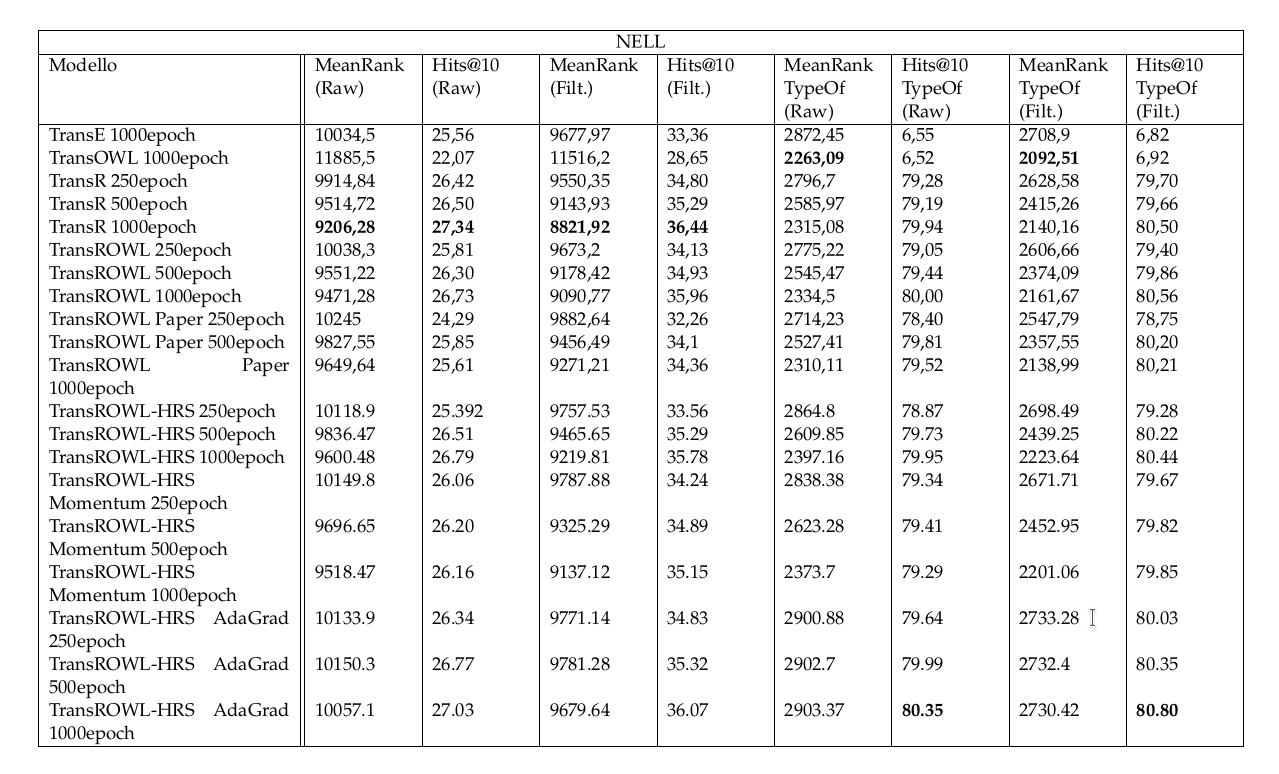 NELL
Modello MeanRank Hits@10 MeanRank Hits@10 MeanRank Hits@10 MeanRank Hits@10
(Raw) (Raw) (Filt.) (Filt.) TypeOf TypeOf TypeOf TypeOf
(Raw) (Raw) (Filt.) (Filt.)
TransE 1000epoch 10034,5 25,56 9677,97 33,36 2872,45 6,55 2708,9 6,82
TransOWL 1000epoch 11885,5 22,07 11516,2 28,65 2263,09 6,52 2092,51 6,92
TransR 250epoch 9914,84 26,42 9550,35 34,80 2796,7 79,28 2628,58 79,70
TransR 500epoch 9514,72 26,50 9143,93 35,29 2585,97 79,19 2415,26 79,66
TransR 1000epoch 9206,28 27,34 8821,92 36,44 2315,08 79,94 2140,16 80,50
TransROWL 250epoch 10038,3 25,81 9673,2 34,13 2775,22 79,05 2606,66 79,40
TransROWL 500epoch 9551,22 26,30 9178,42 34,93 2545,47 79,44 2374,09 79,86
TransROWL 1000epoch 9471,28 26,73 9090,77 35,96 2334,5 80,00 2161,67 80,56
TransROWL Paper 250epoch 10245 24,29 9882,64 32,26 2714,23 78,40 2547,79 78,75
TransROWL Paper 500epoch 9827,55 25,85 9456,49 34,1 2527,41 79,81 2357,55 80,20
TransROWL Paper 9649,64 25,61 9271,21 34,36 2310,11 79,52 2138,99 80,21
1000epoch
TransROWL-HRS 250epoch 10118.9 25.392 9757.53 33.56 2864.8 78.87 2698.49 79.28
TransROWL-HRS 500epoch 9836.47 26.51 9465.65 35.29 2609.85 79.73 2439.25 80.22
TransROWL-HRS 1000epoch 9600.48 26.79 9219.81 35.78 2397.16 79.95 2223.64 80.44
TransROWL-HRS 10149.8 26.06 9787.88 34.24 2838.38 79.34 2671.71 79.67
Momentum 250epoch
TransROWL-HRS 9696.65 26.20 9325.29 34.89 2623.28 79.41 2452.95 79.82
Momentum 500epoch
TransROWL-HRS 9518.47 26.16 9137.12 35.15 2373.7 79.29 2201.06 79.85
Momentum 1000epoch
TransROWL-HRS AdaGrad 10133.9 26.34 9771.14 34.83 2900.88 79.64 2733.28 80.03
250epoch
TransROWL-HRS AdaGrad 10150.3 26.77 9781.28 35.32 2902.7 79.99 2732.4 80.35
500epoch
TransROWL-HRS AdaGrad 10057.1 27.03 9679.64 36.07 2903.37 80.35 2730.42 80.80
1000epoch